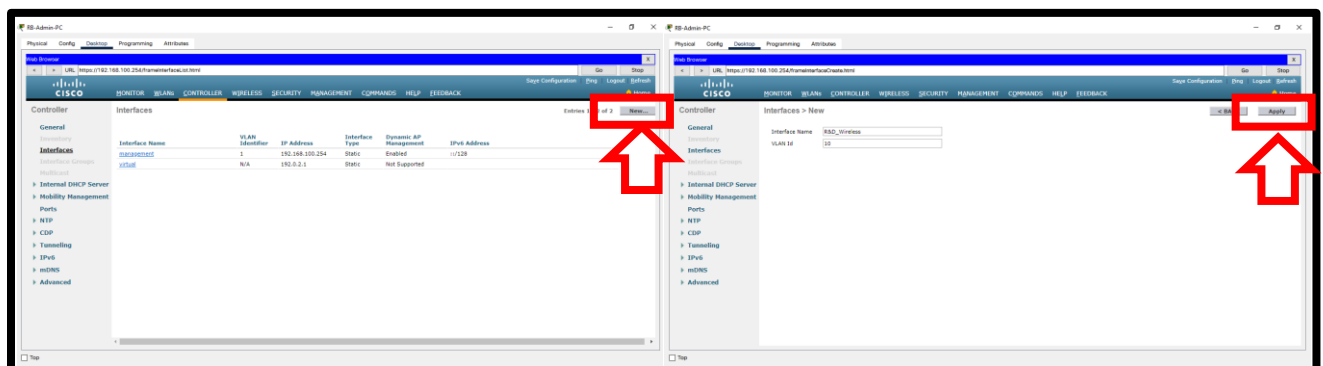 RB-Admin-PC
Physical Config Desktop Programming Attributes
Web Browser
X
< > URL https://192.168.100.254/frameInterfaceList.html Go Stop
Save Configuration Ping Logout Refresh
CISCO MONITOR WLANs CONTROLLER WIRELESS SECURITY MANAGEMENT COMMANDS HELP FEEDBACK Home
Controller Interfaces Entries 1 of 2 New...
General
Inventory
Interfaces
Interface Groups
Multicast
Internal DHCP Server
Mobility Management
Ports
NTP
CDP
Tunneling
IPv6
mDNS
Advanced
Interface Name VLAN Identifier IP Address Interface Type Dynamic AP Management IPv6 Address
management 1 192.168.100.254 Static Enabled ::/128
virtual N/A 192.0.2.1 Static Not Supported
Top
RB-Admin-PC
Physical Config Desktop Programming Attributes
Web Browser
X
< > URL https://192.168.100.254/frameInterfaceCreate.html Go Stop
Save Configuration Ping Logout Refresh
CISCO MONITOR WLANs CONTROLLER WIRELESS SECURITY MANAGEMENT COMMANDS HELP FEEDBACK Home
Controller Interfaces > New Apply
General
Inventory
Interfaces
Interface Groups
Multicast
Internal DHCP Server
Mobility Management
Ports
NTP
CDP
Tunneling
IPv6
mDNS
Advanced
Interface Name R&D_Wireless
VLAN Id 10
Top